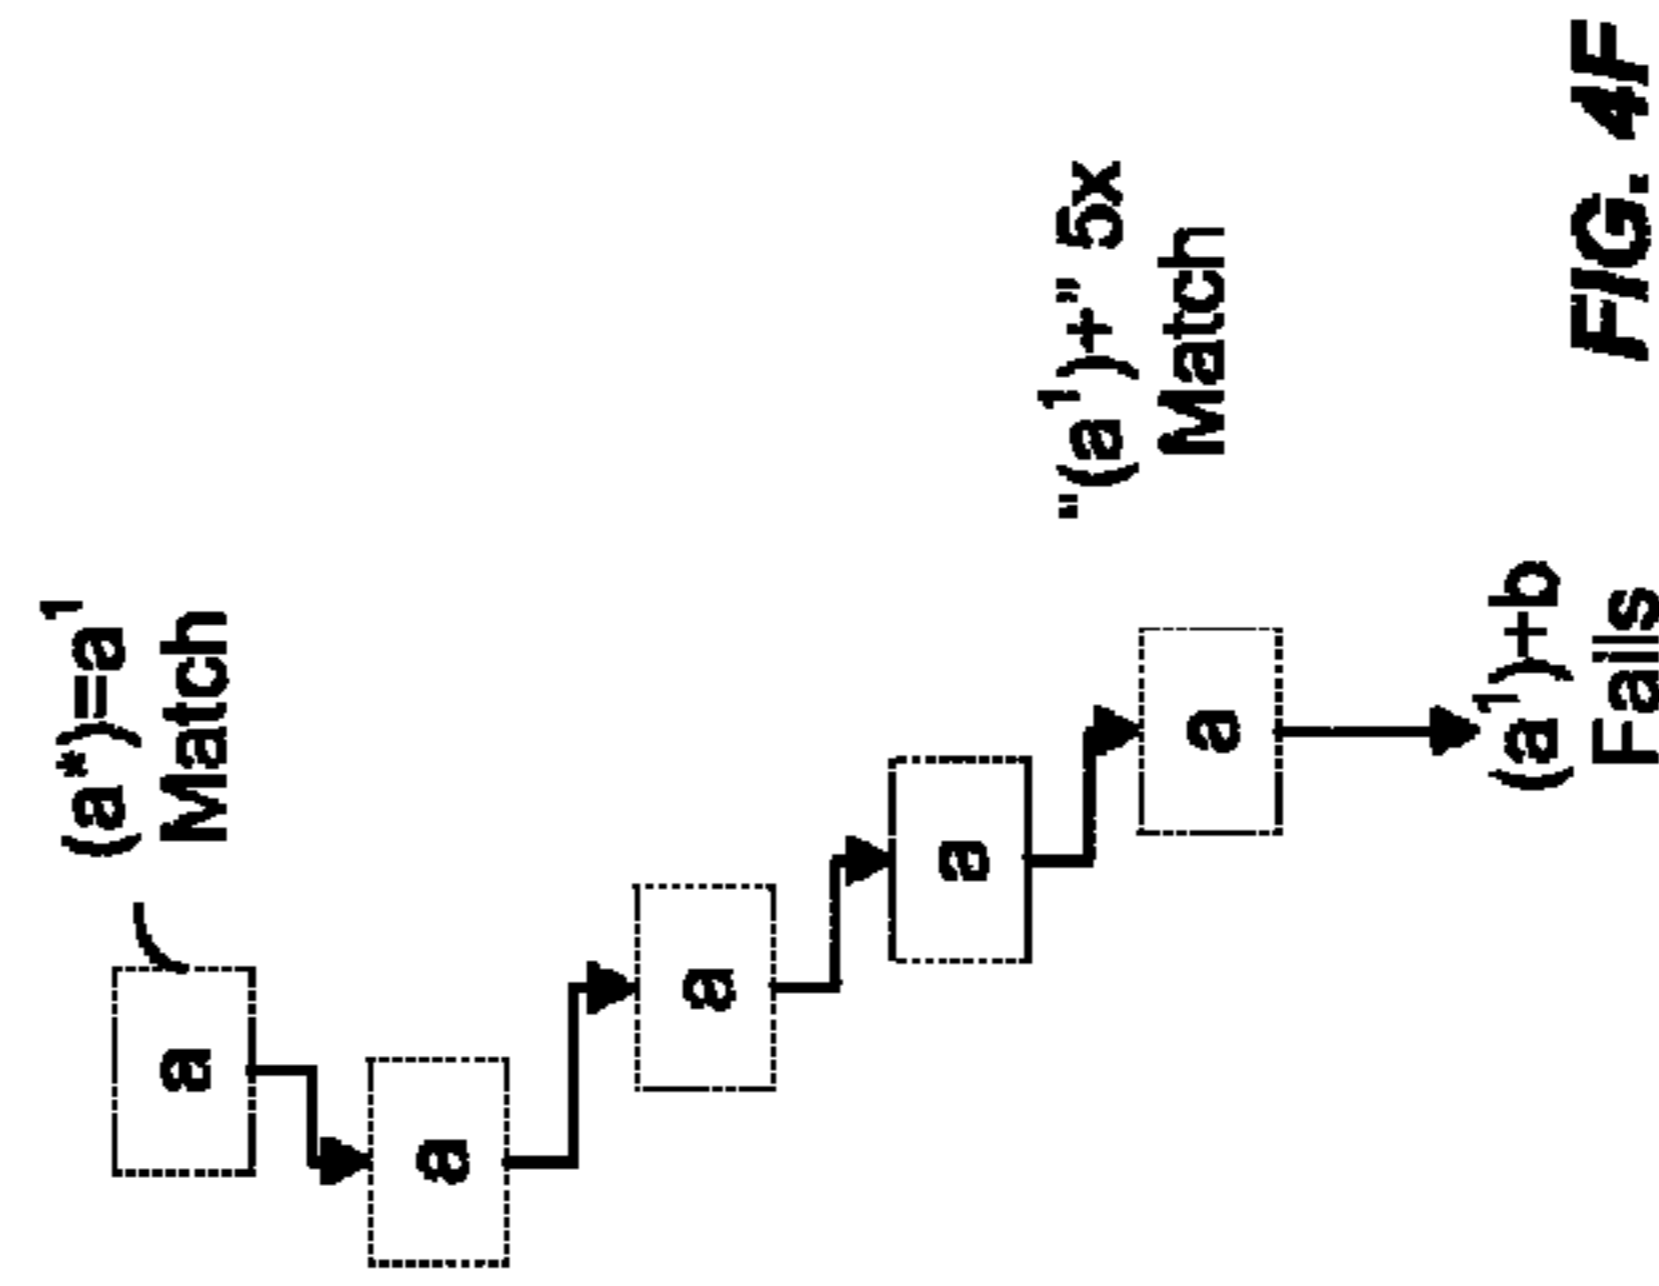 (a*)=a¹
Match
a
a
a
a
a
"(a¹)+" 5x
Match
(a¹)+b
Fails
FIG. 4F